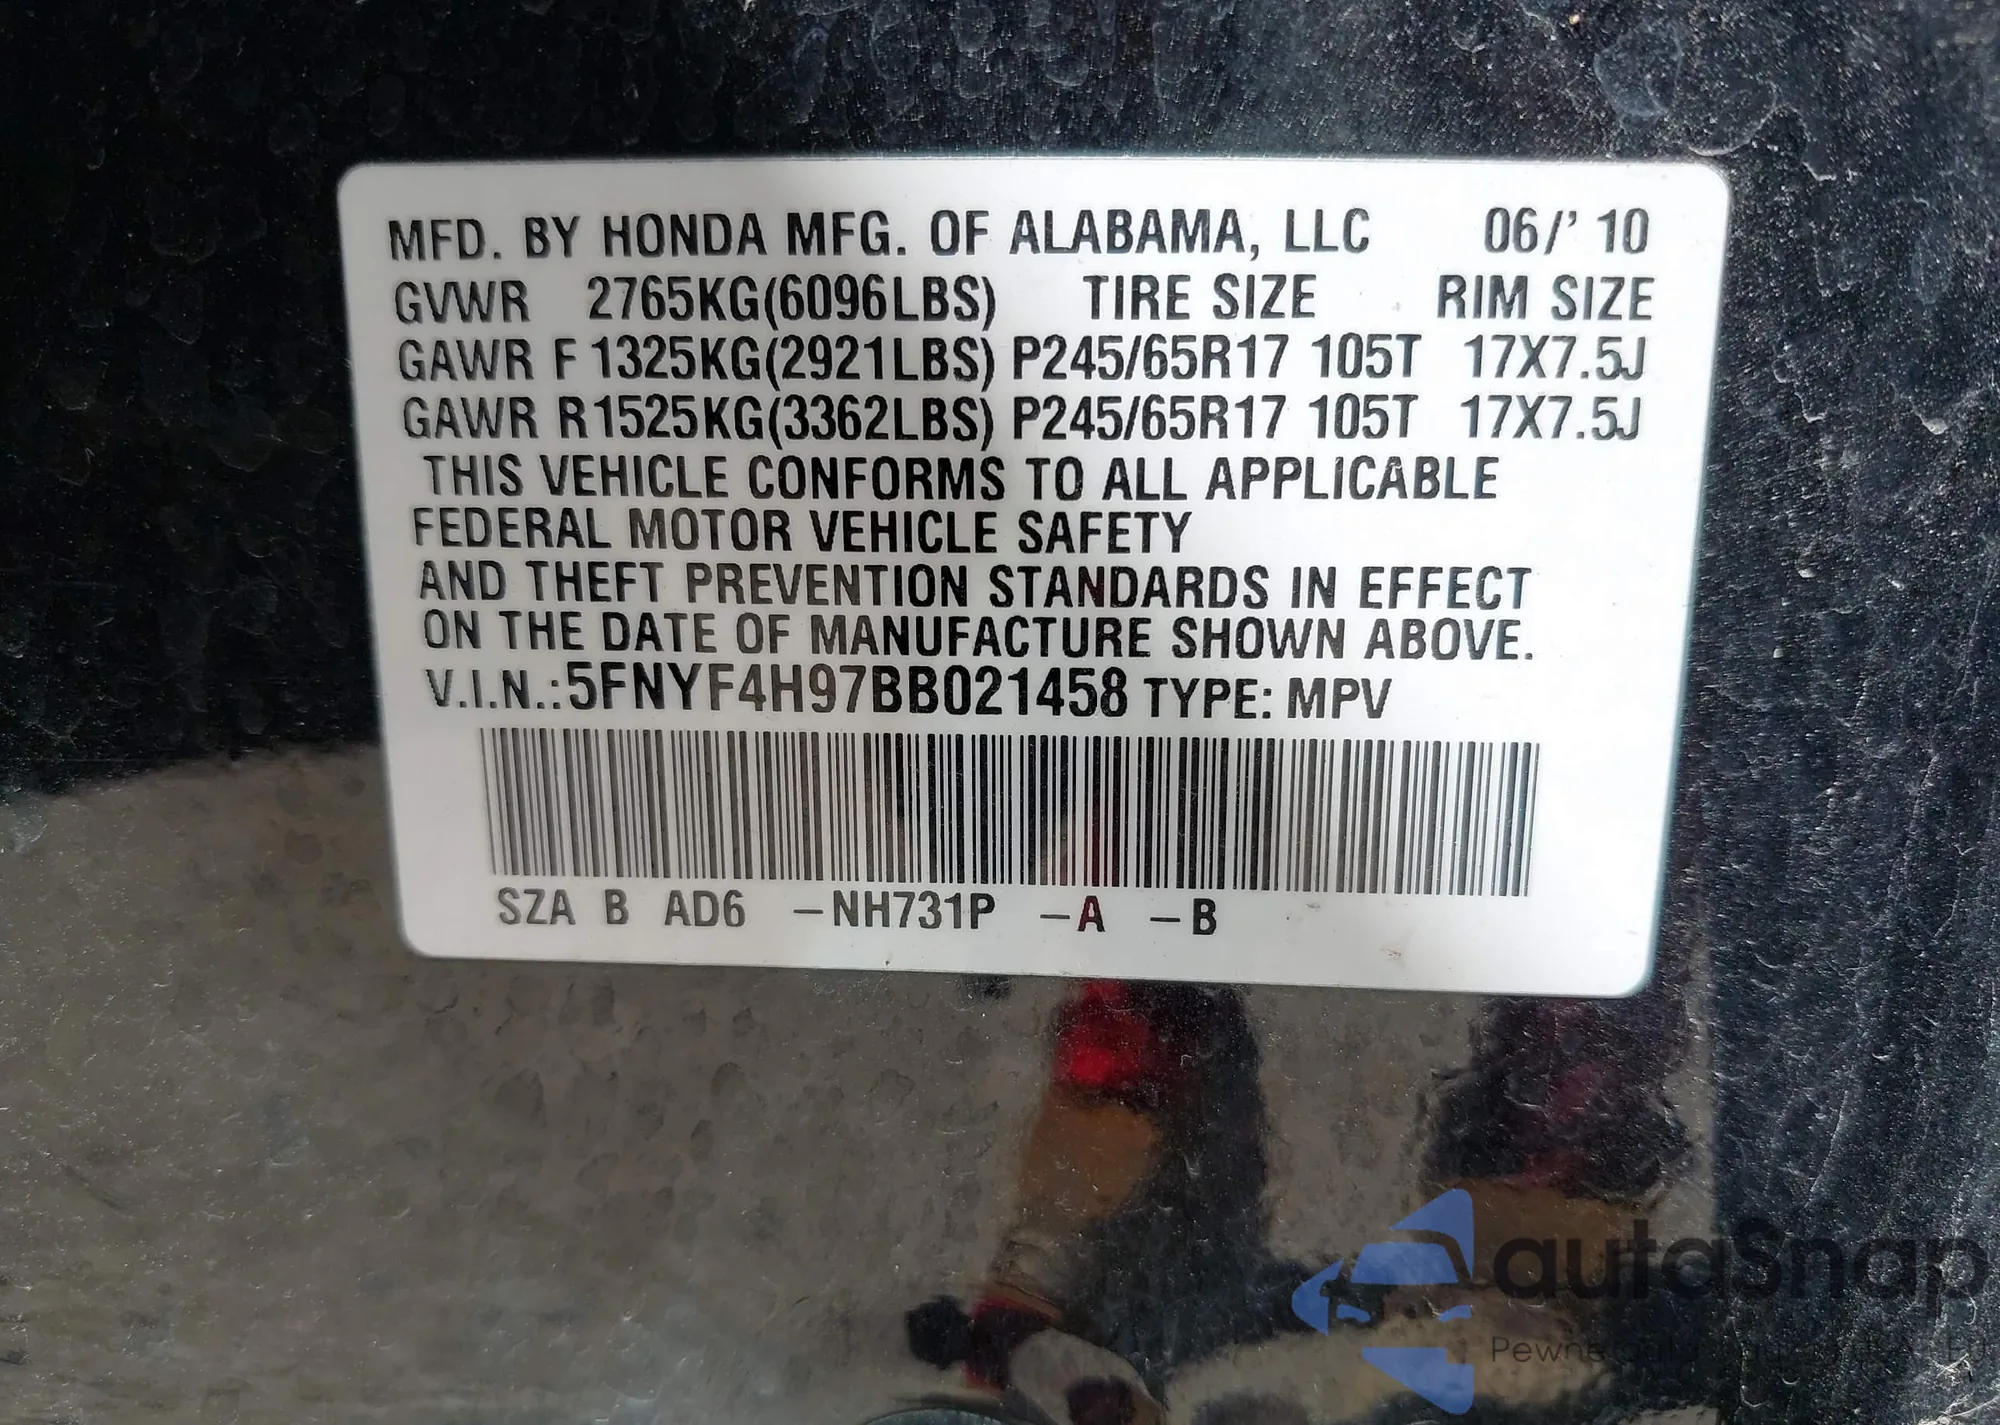 MFD. BY HONDA MFG. OF ALABAMA, LLC 06/' 10
GVWR 2765KG(6096LBS) TIRE SIZE RIM SIZE
GAWR F 1325KG(2921LBS) P245/65R17 105T 17X7.5J
GAWR R1525KG(3362LBS) P245/65R17 105T 17X7.5J
THIS VEHICLE CONFORMS TO ALL APPLICABLE
FEDERAL MOTOR VEHICLE SAFETY
AND THEFT PREVENTION STANDARDS IN EFFECT
ON THE DATE OF MANUFACTURE SHOWN ABOVE.
V.I.N.:5FNYF4H97BB021458 TYPE: MPV
SZA B AD6 -NH731P -A -B
autaSnap